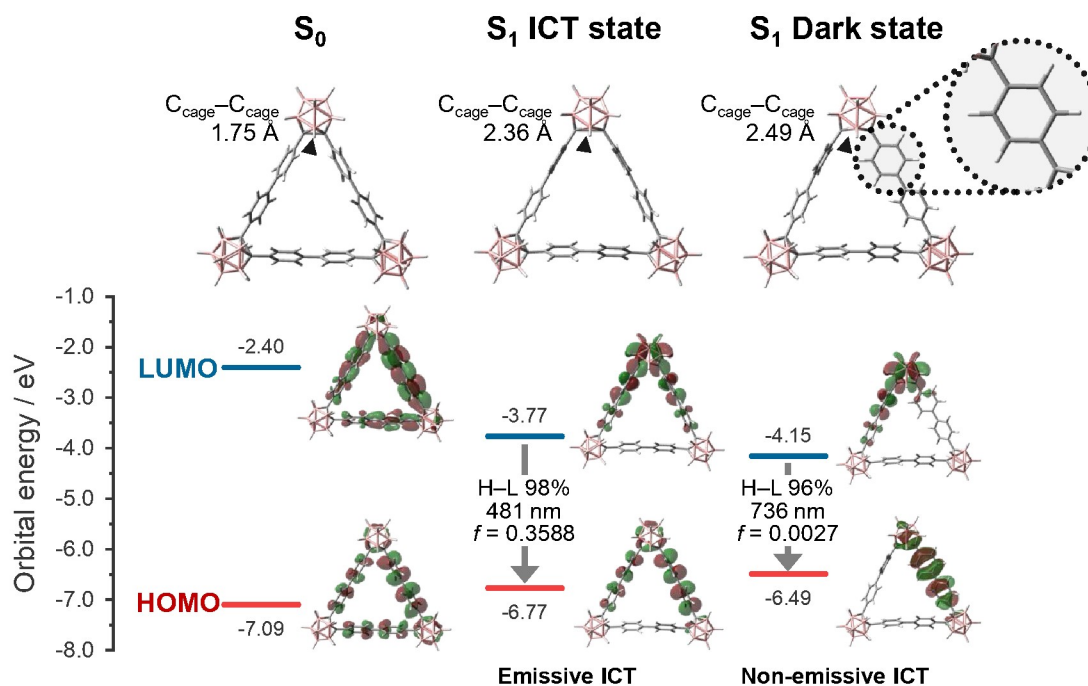 S0
S1 ICT state
S1 Dark state
Ccage–Ccage
1.75 Å
Ccage–Ccage
2.36 Å
Ccage–Ccage
2.49 Å
Orbital energy / eV
-1.0
-2.0
-3.0
-4.0
-5.0
-6.0
-7.0
-8.0
LUMO
-2.40
-3.77
-4.15
H–L 98%
481 nm
f = 0.3588
H–L 96%
736 nm
f = 0.0027
HOMO
-7.09
-6.77
-6.49
Emissive ICT
Non-emissive ICT